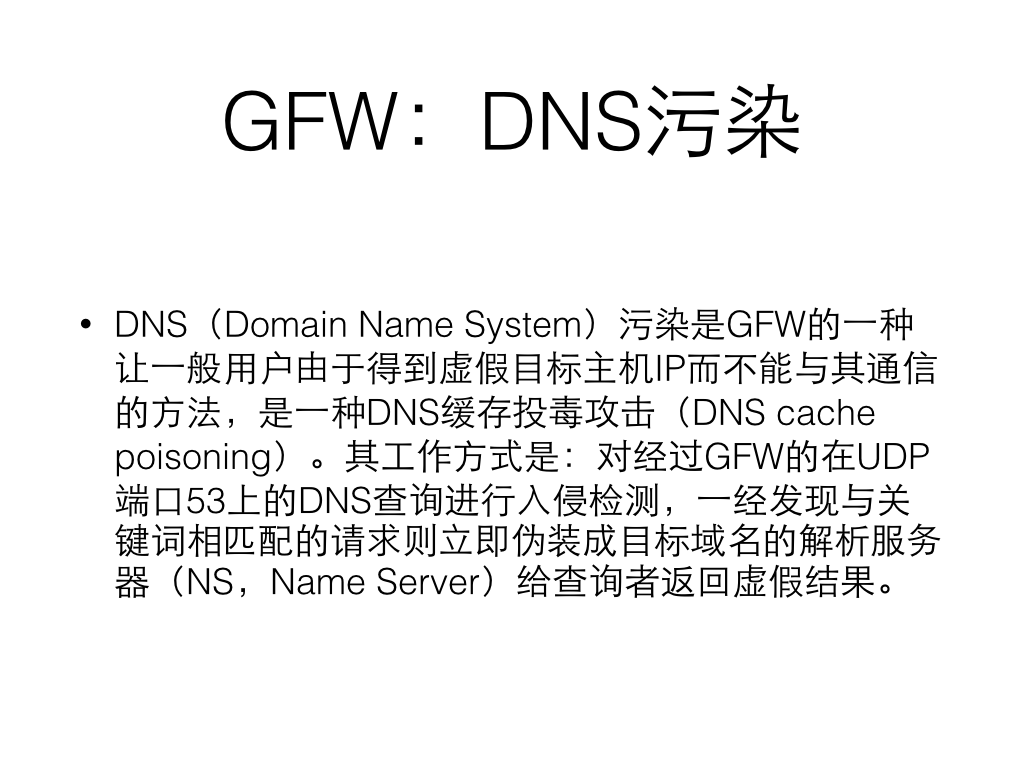 GFW：DNS污染
• DNS（Domain Name System）污染是GFW的一种
让一般用户由于得到虚假目标主机IP而不能与其通信
的方法，是一种DNS缓存投毒攻击（DNS cache
poisoning）。其工作方式是：对经过GFW的在UDP
端口53上的DNS查询进行入侵检测，一经发现与关
键词相匹配的请求则立即伪装成目标域名的解析服务
器（NS，Name Server）给查询者返回虚假结果。